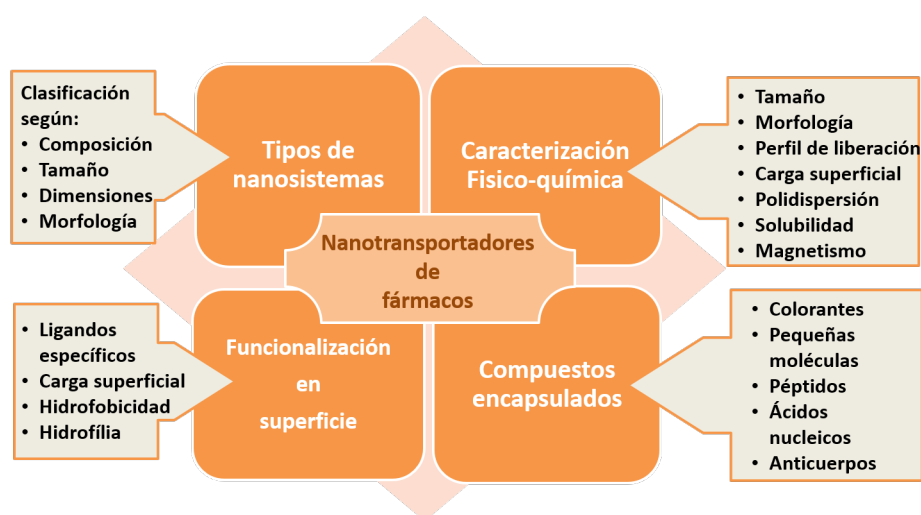 Clasificación
según:
• Composición
• Tamaño
• Dimensiones
• Morfología
Tipos de
nanosistemas
Caracterización
Fisico-química
• Tamaño
• Morfología
• Perfil de liberación
• Carga superficial
• Polidispersión
• Solubilidad
• Magnetismo
Nanotransportadores
de
fármacos
• Ligandos
específicos
• Carga superficial
• Hidrofobicidad
• Hidrofília
Funcionalización
en
superficie
Compuestos
encapsulados
• Colorantes
• Pequeñas
moléculas
• Péptidos
• Ácidos
nucleicos
• Anticuerpos